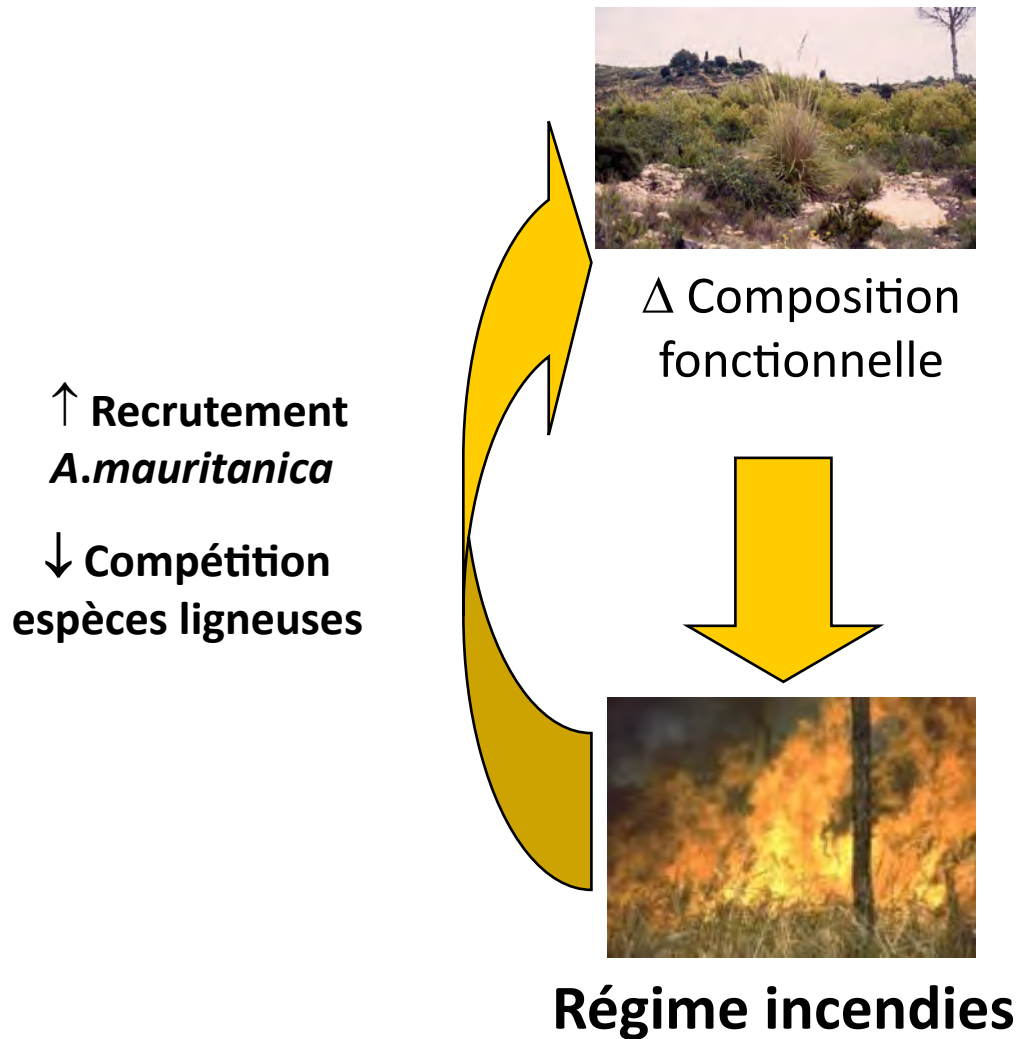 Δ Composition
fonctionnelle
↑ Recrutement
A.mauritanica
↓ Compétition
espèces ligneuses
Régime incendies